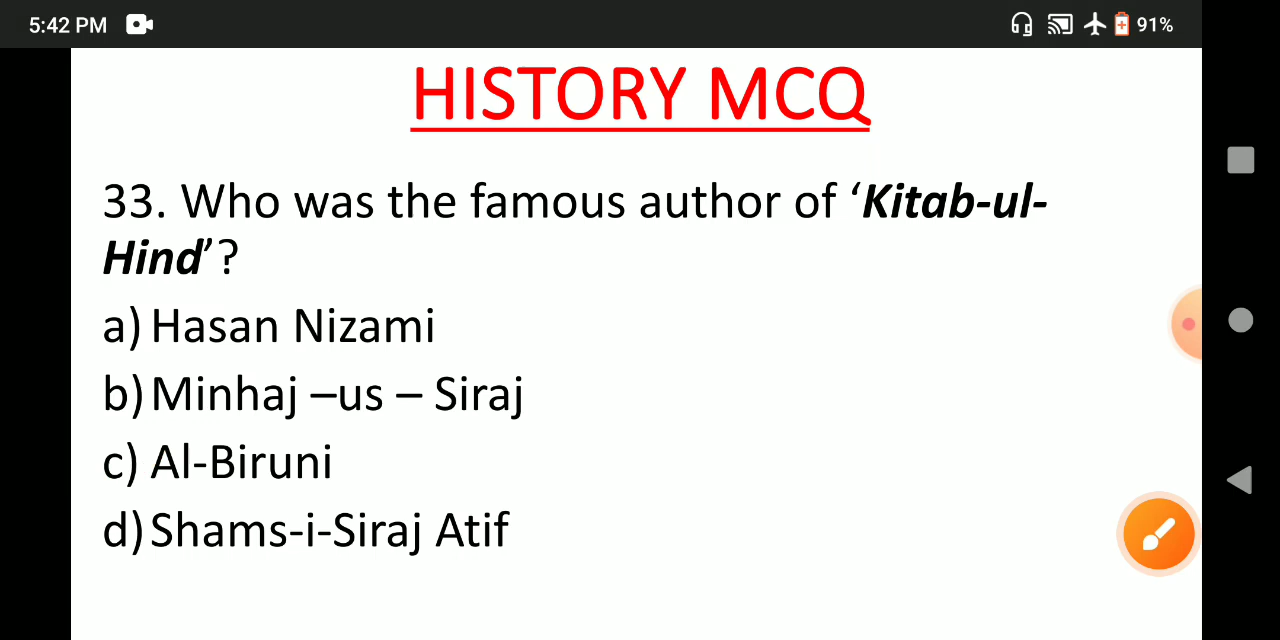 5:42 PM 91%
HISTORY MCQ
33. Who was the famous author of ‘Kitab-ul-
Hind’?
a) Hasan Nizami
b) Minhaj –us – Siraj
c) Al-Biruni
d) Shams-i-Siraj Atif